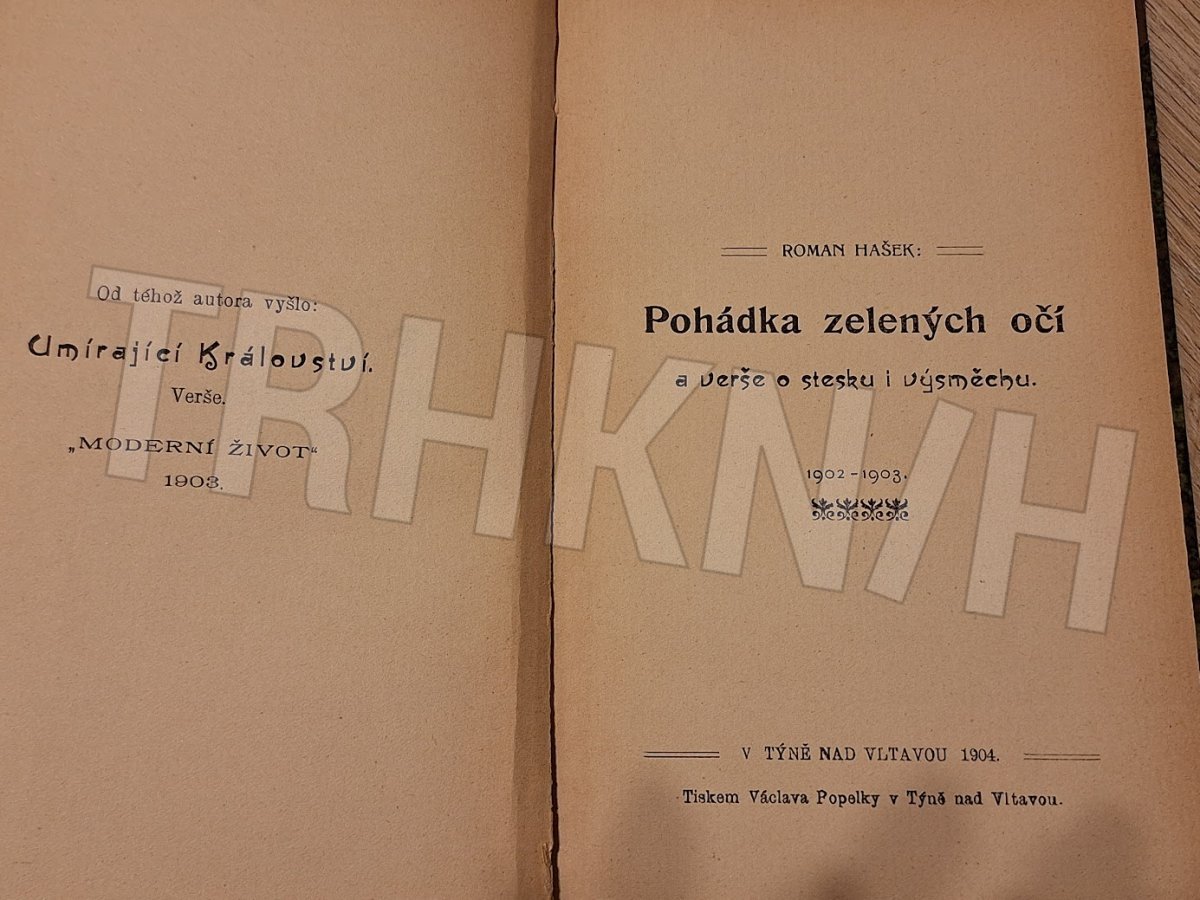 Od téhož autora vyšlo:
Umírající Království.
Verše.
„MODERNÍ ŽIVOT“
1903.
ROMAN HAŠEK:
Pohádka zelených očí
a verše o stesku i výsměchu.
1902-1903.
V TÝNĚ NAD VLTAVOU 1904.
Tiskem Václava Popelky v Týně nad Vltavou.
TRHKNIH